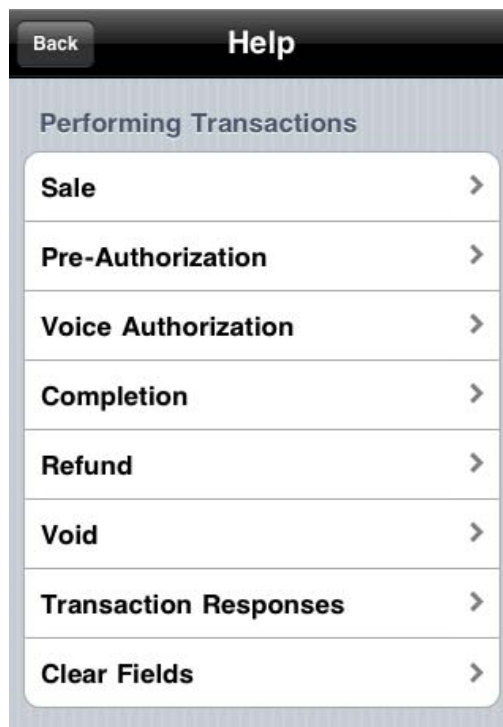 Back
Help
Performing Transactions
Sale
Pre-Authorization
Voice Authorization
Completion
Refund
Void
Transaction Responses
Clear Fields